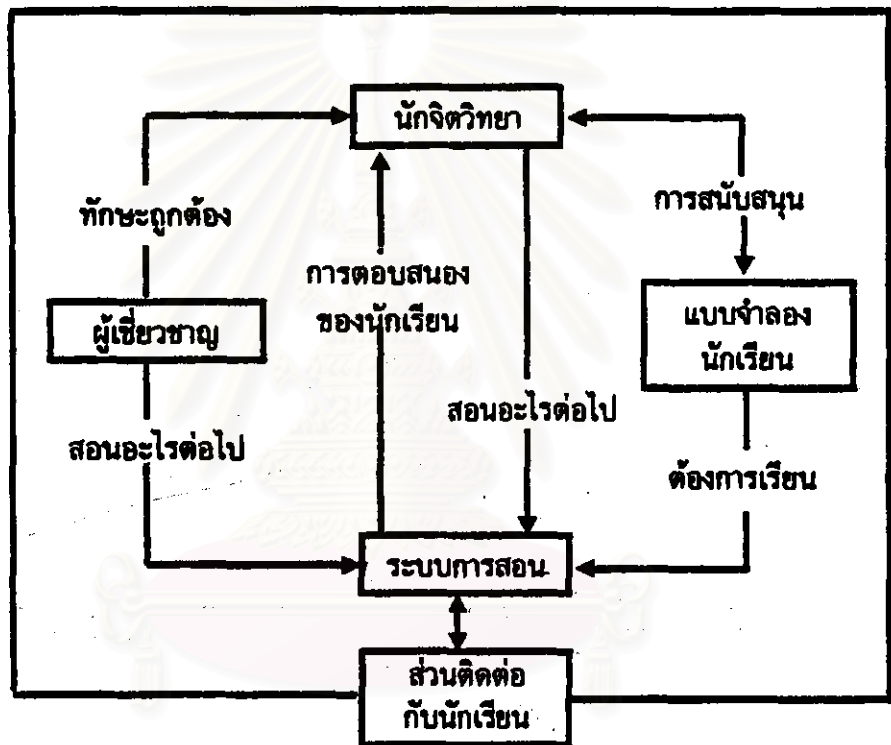 นักจิตวิทยา
ทักษะถูกต้อง
การสนับสนุน
การตอบสนอง
ของนักเรียน
ผู้เชี่ยวชาญ
แบบจำลอง
นักเรียน
สอนอะไรต่อไป
สอนอะไรต่อไป
ต้องการเรียน
ระบบการสอน
ส่วนติดต่อ
กับนักเรียน